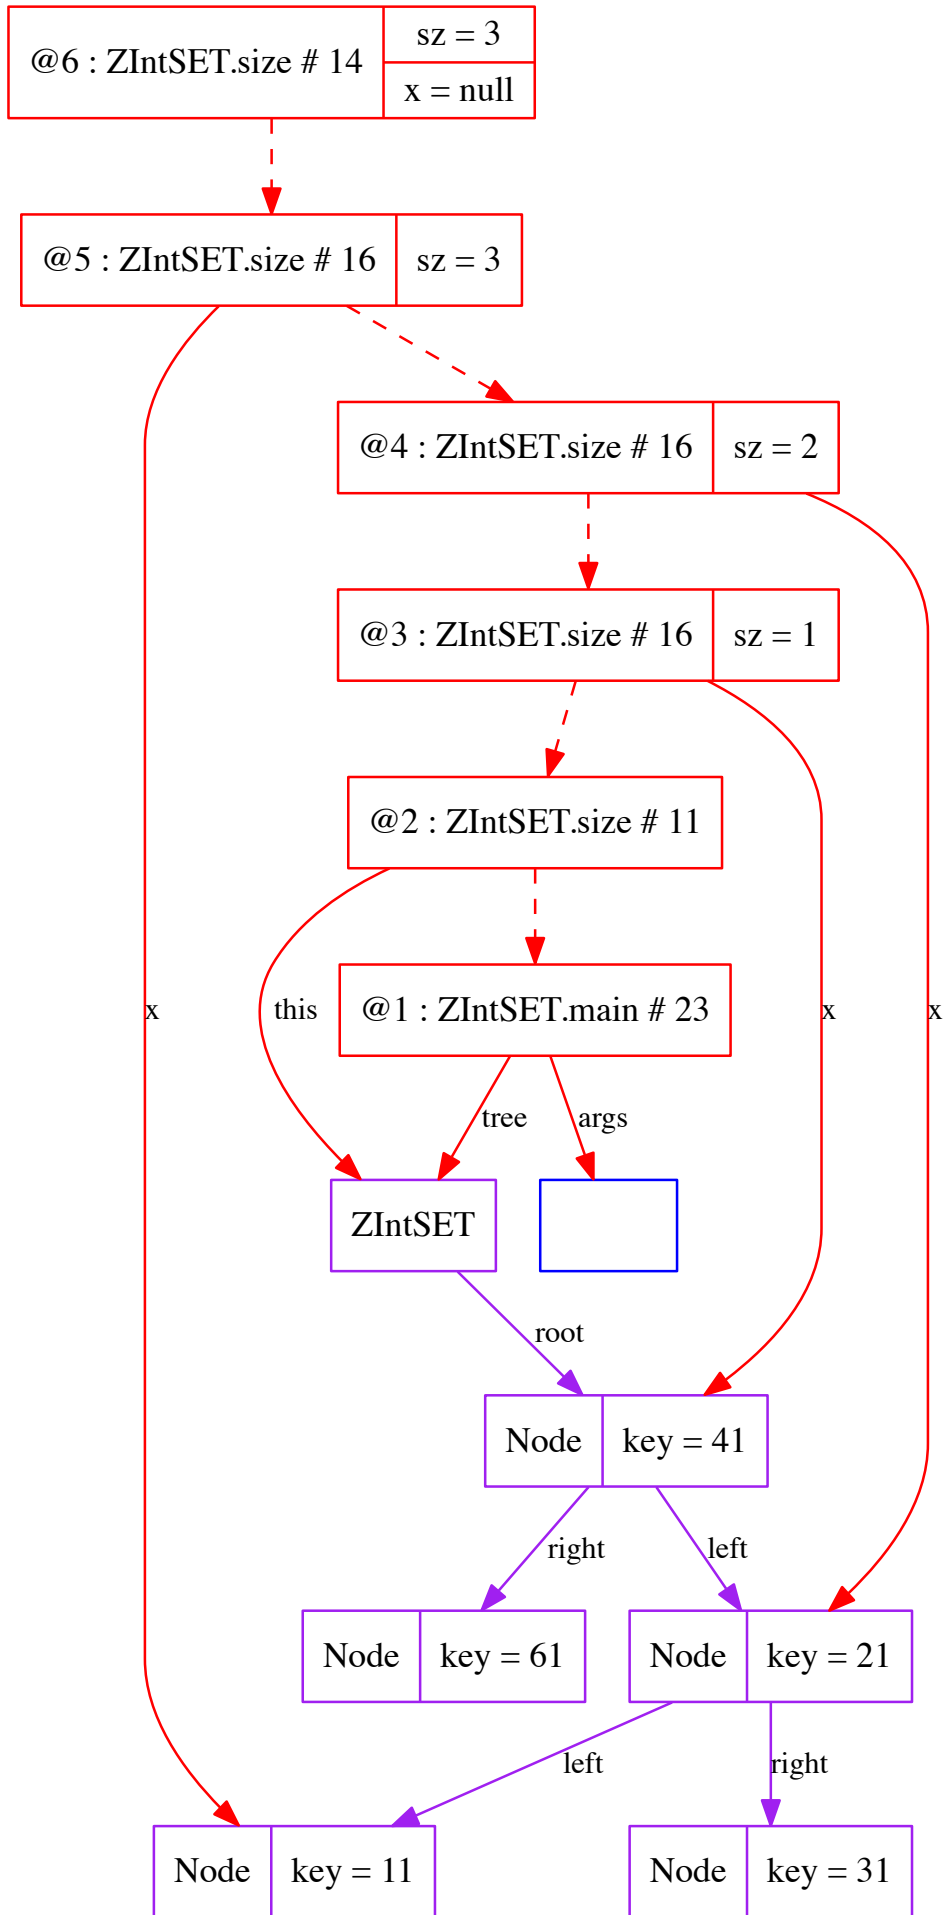 @6 : ZIntSET.size # 14
sz = 3
x = null
@5 : ZIntSET.size # 16
sz = 3
@4 : ZIntSET.size # 16
sz = 2
@3 : ZIntSET.size # 16
sz = 1
@2 : ZIntSET.size # 11
x
this
@1 : ZIntSET.main # 23
x
x
tree
args
ZIntSET
root
Node
key = 41
right
left
Node
key = 61
Node
key = 21
left
right
Node
key = 11
Node
key = 31